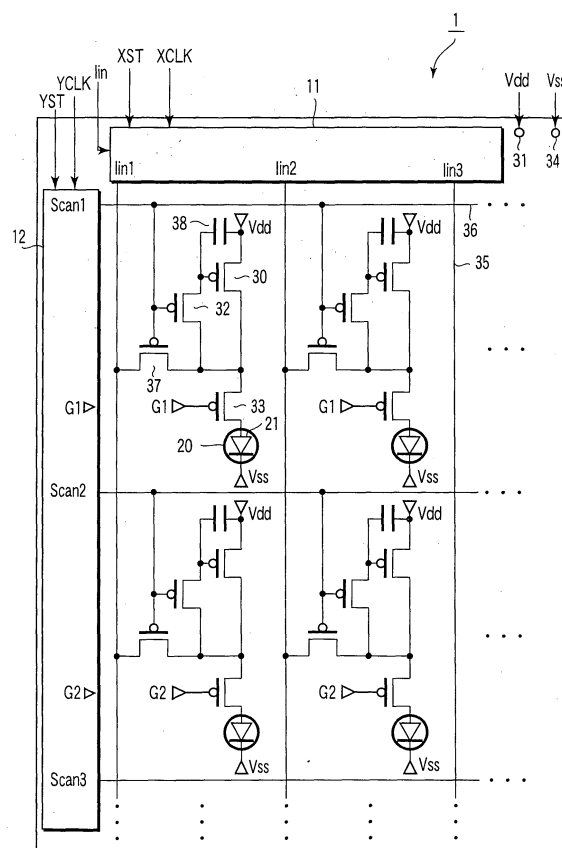 1
XST XCLK
Iin
YCLK
YST
11
Vdd Vss
31 34
Iin1 Iin2 Iin3
Scan1
12
36
38 Vdd Vdd
35
30
32
37
G1 G1 33 G1
20 21
Vss Vss
Scan2
Vdd Vdd
G2 G2 G2
Vss Vss
Scan3